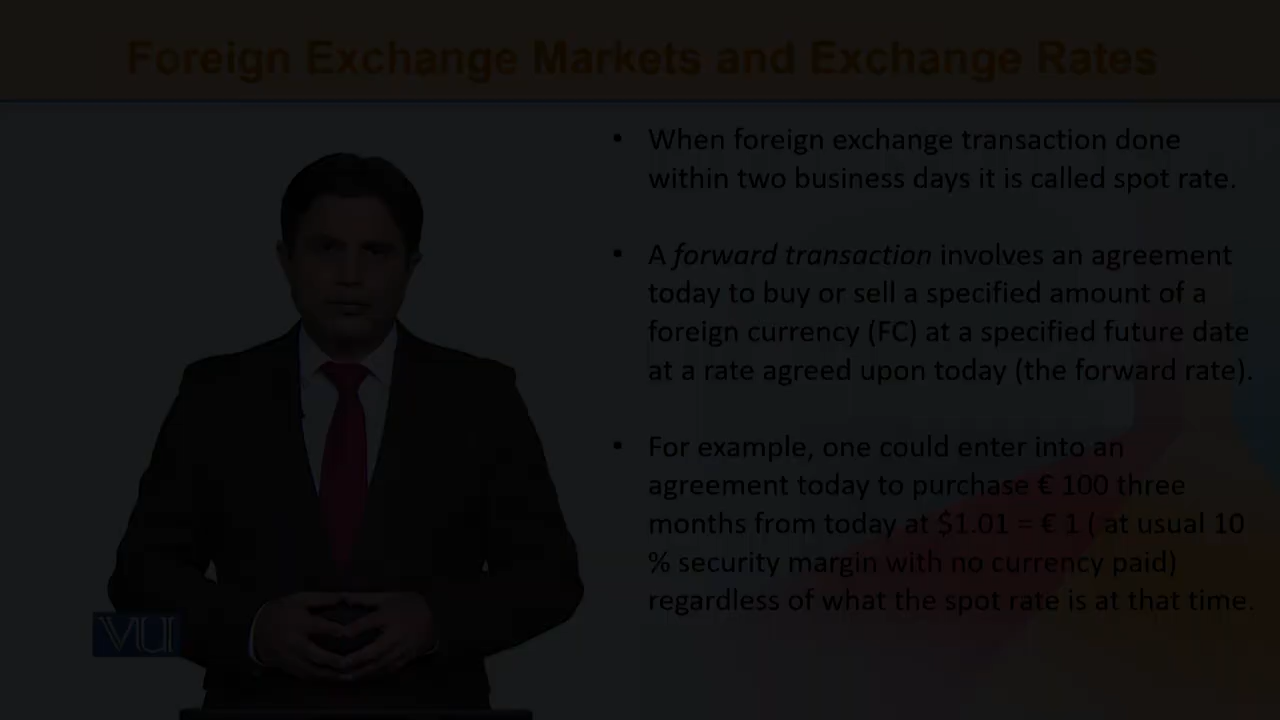 Foreign Exchange Markets and Exchange Rates
• When foreign exchange transaction done
within two business days it is called spot rate.
• A forward transaction involves an agreement
today to buy or sell a specified amount of a
foreign currency (FC) at a specified future date
at a rate agreed upon today (the forward rate).
• For example, one could enter into an
agreement today to purchase € 100 three
months from today at $1.01 = € 1 ( at usual 10
% security margin with no currency paid)
regardless of what the spot rate is at that time.
VU